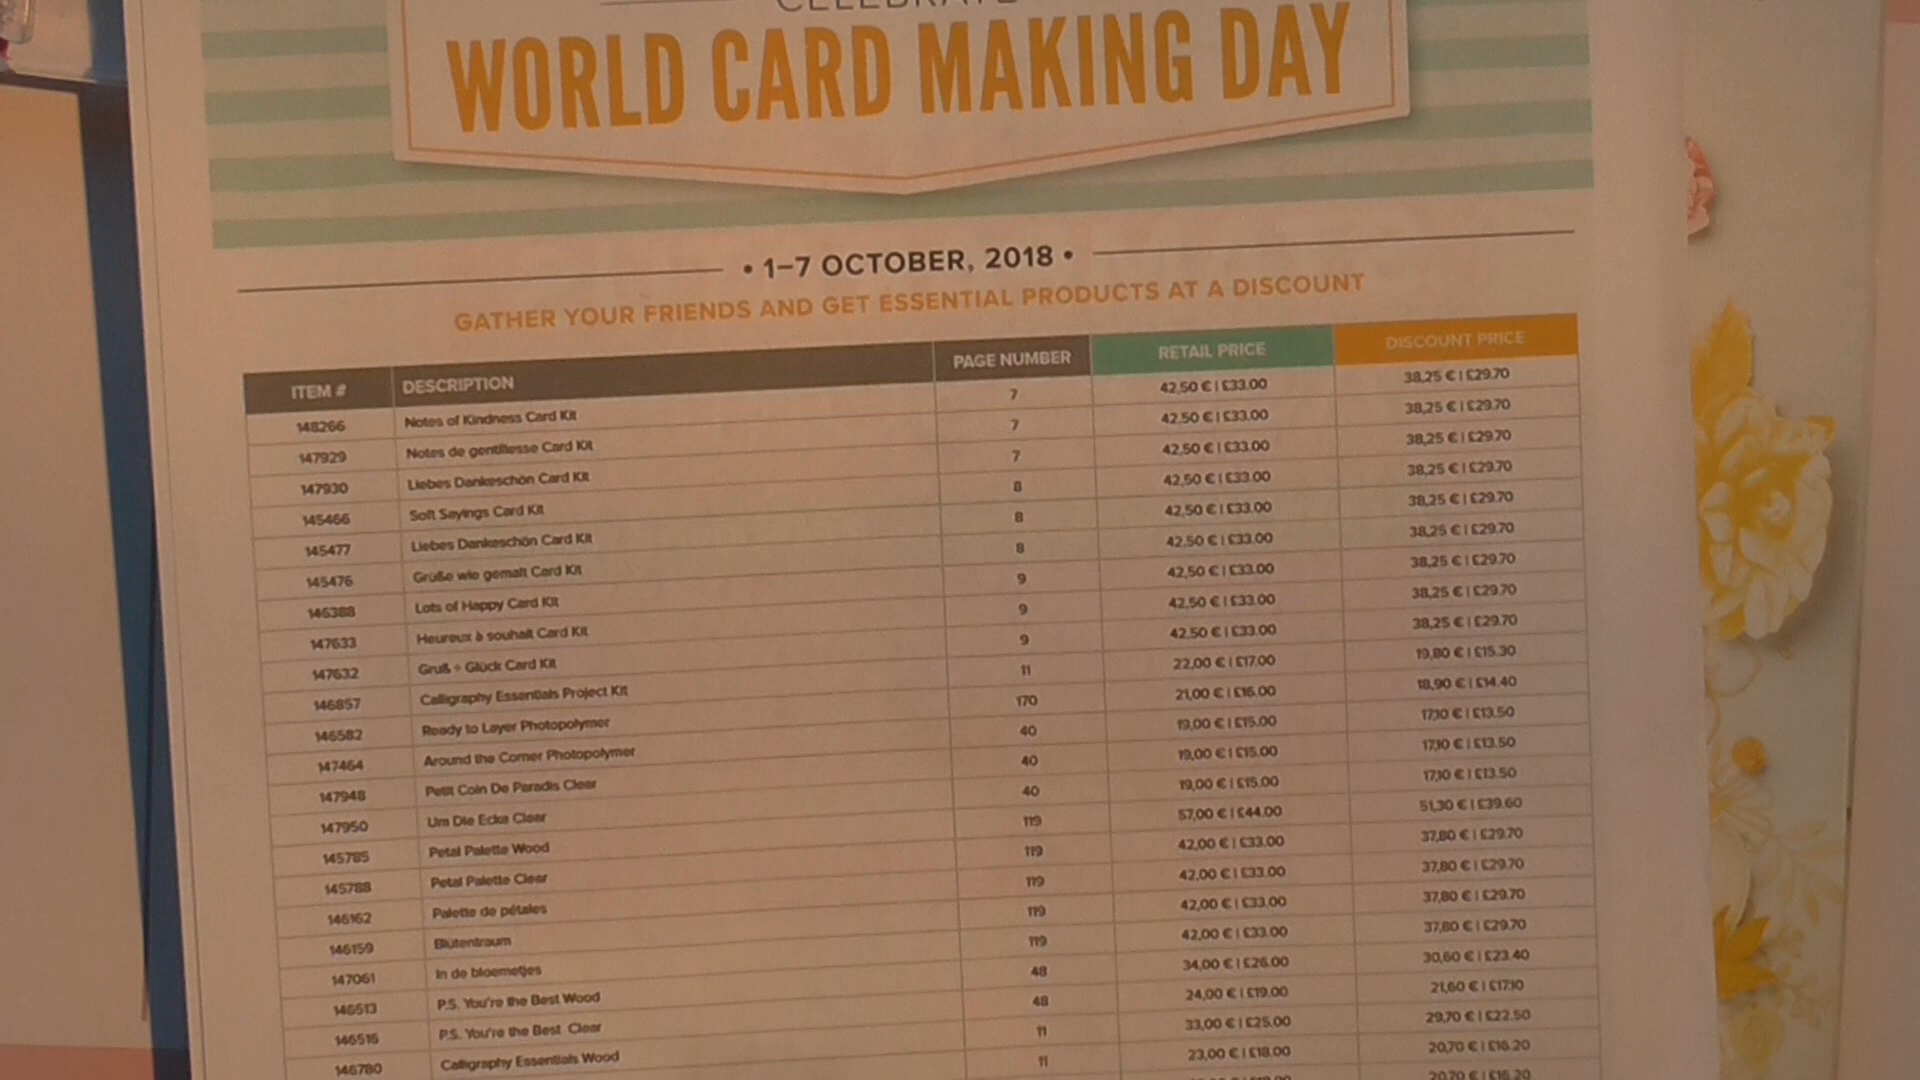 CELEBRATE
WORLD CARD MAKING DAY
• 1–7 OCTOBER, 2018 •
GATHER YOUR FRIENDS AND GET ESSENTIAL PRODUCTS AT A DISCOUNT
ITEM # DESCRIPTION PAGE NUMBER RETAIL PRICE DISCOUNT PRICE
148266 Notes of Kindness Card Kit 7 42,50 € | £33.00 38,25 € | £29.70
147929 Notes de gentillesse Card Kit 7 42,50 € | £33.00 38,25 € | £29.70
147930 Liebes Dankeschön Card Kit 7 42,50 € | £33.00 38,25 € | £29.70
145466 Soft Sayings Card Kit 8 42,50 € | £33.00 38,25 € | £29.70
145477 Liebes Dankeschön Card Kit 8 42,50 € | £33.00 38,25 € | £29.70
145476 Grüße wie gemalt Card Kit 8 42,50 € | £33.00 38,25 € | £29.70
146388 Lots of Happy Card Kit 9 42,50 € | £33.00 38,25 € | £29.70
147633 Heureux à souhait Card Kit 9 42,50 € | £33.00 38,25 € | £29.70
147632 Gruß + Glück Card Kit 9 42,50 € | £33.00 38,25 € | £29.70
146857 Calligraphy Essentials Project Kit 11 22,00 € | £17.00 19,80 € | £15.30
146582 Ready to Layer Photopolymer 170 21,00 € | £16.00 18,90 € | £14.40
147464 Around the Corner Photopolymer 40 19,00 € | £15.00 17,10 € | £13.50
147948 Petit Coin De Paradis Clear 40 19,00 € | £15.00 17,10 € | £13.50
147950 Um Die Ecke Clear 40 19,00 € | £15.00 17,10 € | £13.50
145785 Petal Palette Wood 119 57,00 € | £44.00 51,30 € | £39.60
145788 Petal Palette Clear 119 42,00 € | £33.00 37,80 € | £29.70
146162 Palette de pétales 119 42,00 € | £33.00 37,80 € | £29.70
146159 Blütentraum 119 42,00 € | £33.00 37,80 € | £29.70
147061 In de bloemetjes 119 42,00 € | £33.00 37,80 € | £29.70
146513 P.S. You're the Best Wood 48 34,00 € | £26.00 30,60 € | £23.40
146516 P.S. You're the Best Clear 48 24,00 € | £19.00 21,60 € | £17.10
146780 Calligraphy Essentials Wood 11 33,00 € | £25.00 29,70 € | £22.50
11 23,00 € | £18.00 20,70 € | £16.20
20,70 € | £16.20